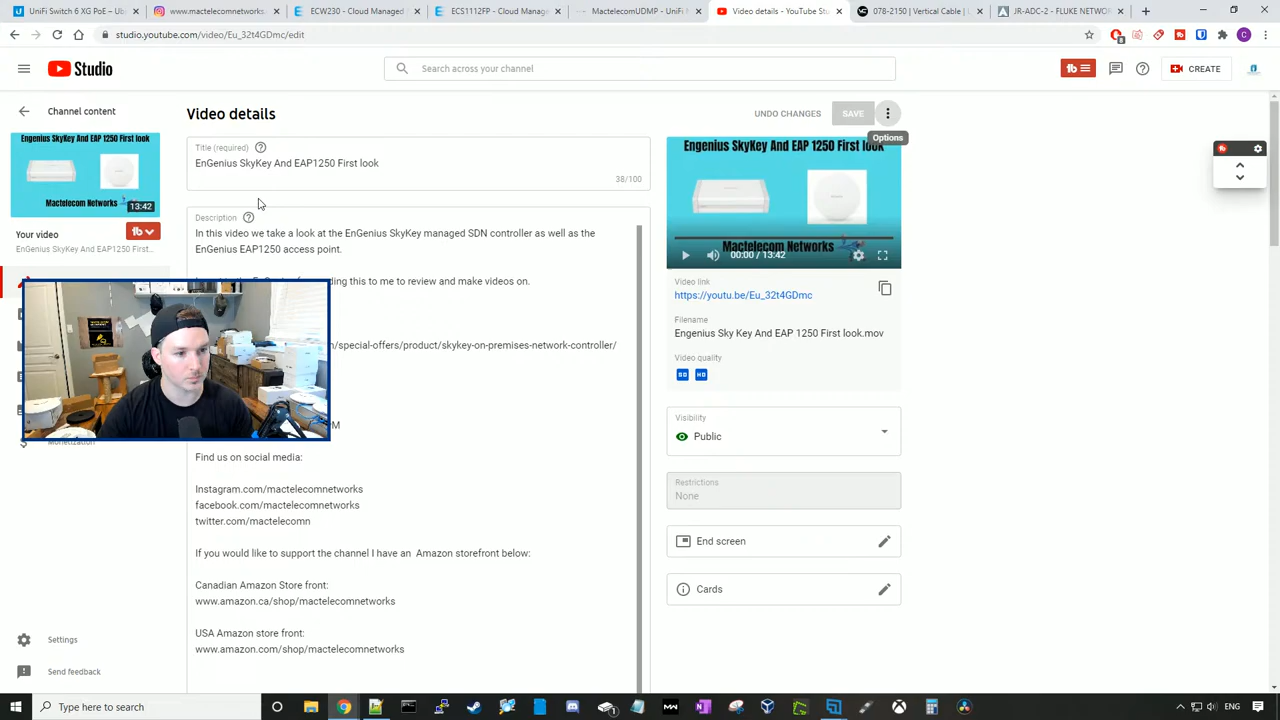 UniFi Switch 6 XG PoE – Ub
www.mactelecomnetworks.c
ECW230 - Cloud Managed
ECS1112FP - Cloud Manage
MactelecomUDMP - UniFi N
Video details - YouTube Stu
078-2150 | Vertical Cable | J
JR-ADC-2 – FLUKE NETWOR
studio.youtube.com/video/Eu_32t4GDmc/edit
Studio
Search across your channel
CREATE
Channel content
Video details
UNDO CHANGES
SAVE
Options
Engenius SkyKey And EAP 1250 First look
Mactelecom Networks
13:42
Your video
EnGenius SkyKey And EAP1250 First...
Title (required)
EnGenius SkyKey And EAP1250 First look
38/100
Description
In this video we take a look at the EnGenius SkyKey managed SDN controller as well as the
EnGenius EAP1250 access point.
ding this to me to review and make videos on.
/special-offers/product/skykey-on-premises-network-controller/
M
Find us on social media:
Instagram.com/mactelecomnetworks
facebook.com/mactelecomnetworks
twitter.com/mactelecomn
If you would like to support the channel I have an Amazon storefront below:
Canadian Amazon Store front:
www.amazon.ca/shop/mactelecomnetworks
USA Amazon store front:
www.amazon.com/shop/mactelecomnetworks
Monetization
Settings
Send feedback
Engenius SkyKey And EAP 1250 First look
Mactelecom Networks
00:00 / 13:42
Video link
https://youtu.be/Eu_32t4GDmc
Filename
Engenius Sky Key And EAP 1250 First look.mov
Video quality
SD HD
Visibility
Public
Restrictions
None
End screen
Cards
Type here to search
ENG